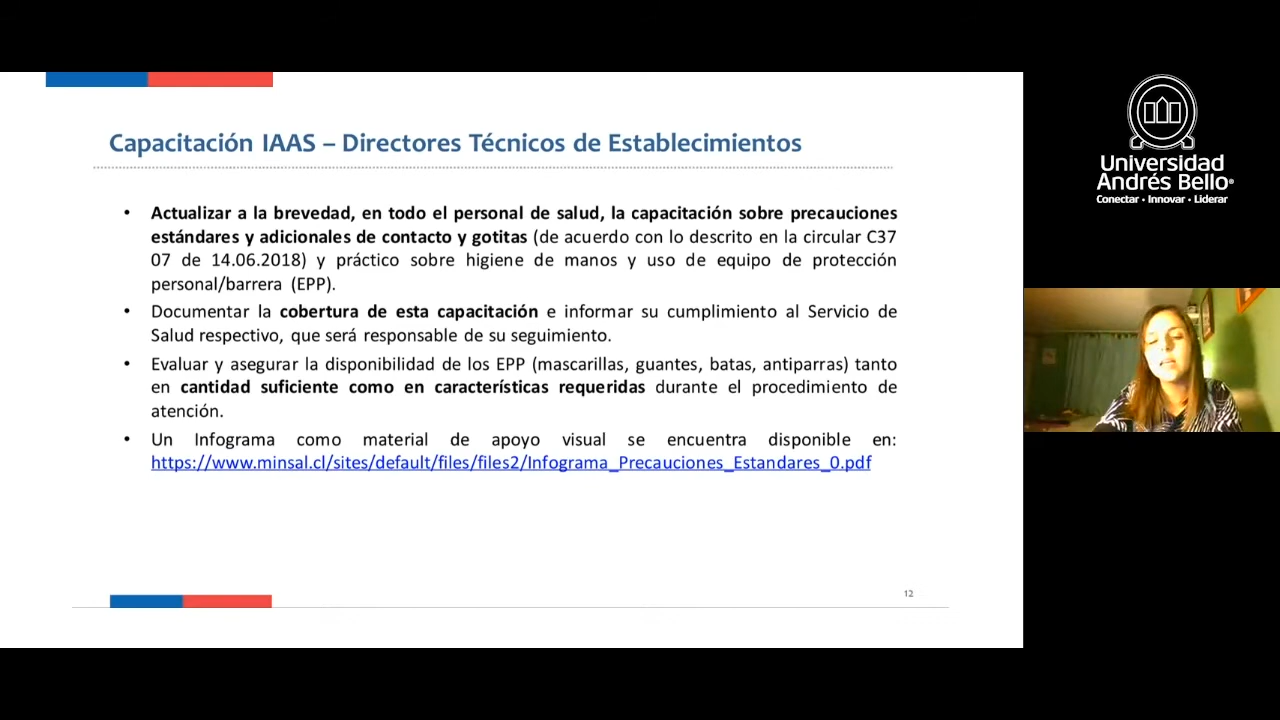 Capacitación IAAS – Directores Técnicos de Establecimientos
• Actualizar a la brevedad, en todo el personal de salud, la capacitación sobre precauciones
estándares y adicionales de contacto y gotitas (de acuerdo con lo descrito en la circular C37
07 de 14.06.2018) y práctico sobre higiene de manos y uso de equipo de protección
personal/barrera (EPP).
• Documentar la cobertura de esta capacitación e informar su cumplimiento al Servicio de
Salud respectivo, que será responsable de su seguimiento.
• Evaluar y asegurar la disponibilidad de los EPP (mascarillas, guantes, batas, antiparras) tanto
en cantidad suficiente como en características requeridas durante el procedimiento de
atención.
• Un Infograma como material de apoyo visual se encuentra disponible en:
https://www.minsal.cl/sites/default/files/files2/Infograma_Precauciones_Estandares_0.pdf
12
Universidad
Andrés Bello®
Conectar • Innovar • Liderar